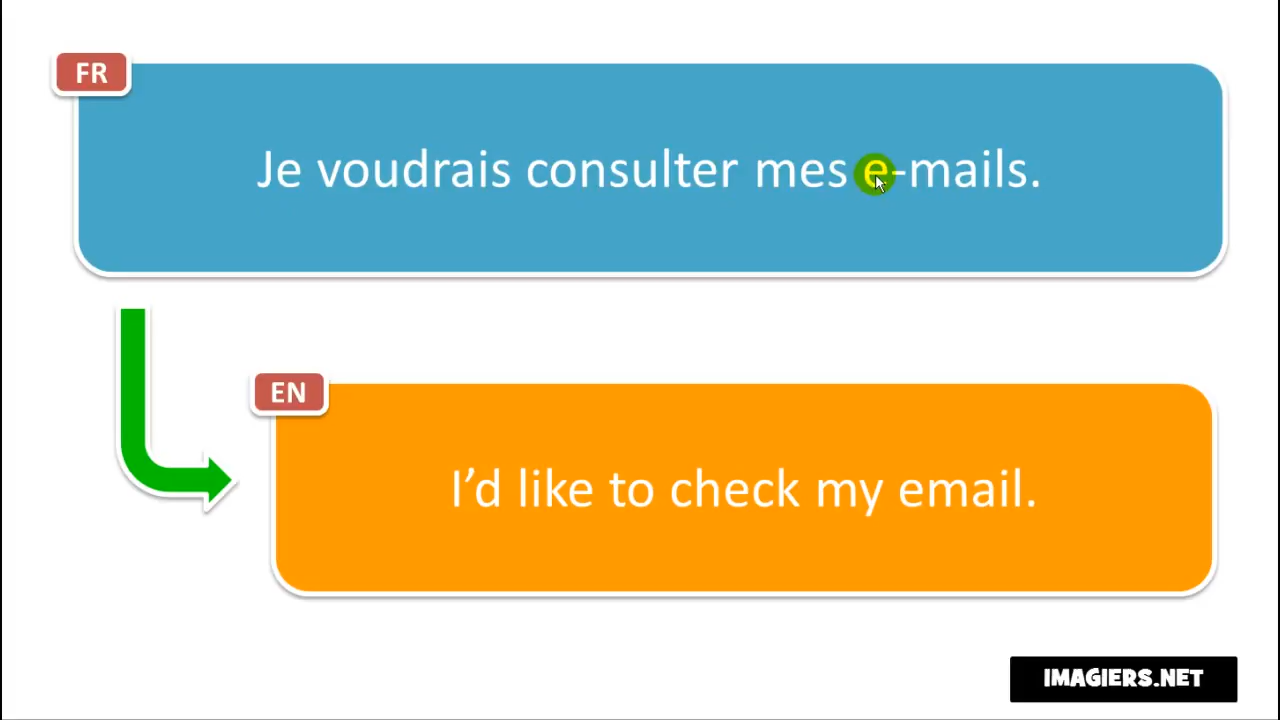 FR
Je voudrais consulter mes e-mails.
EN
I’d like to check my email.
IMAGIERS.NET